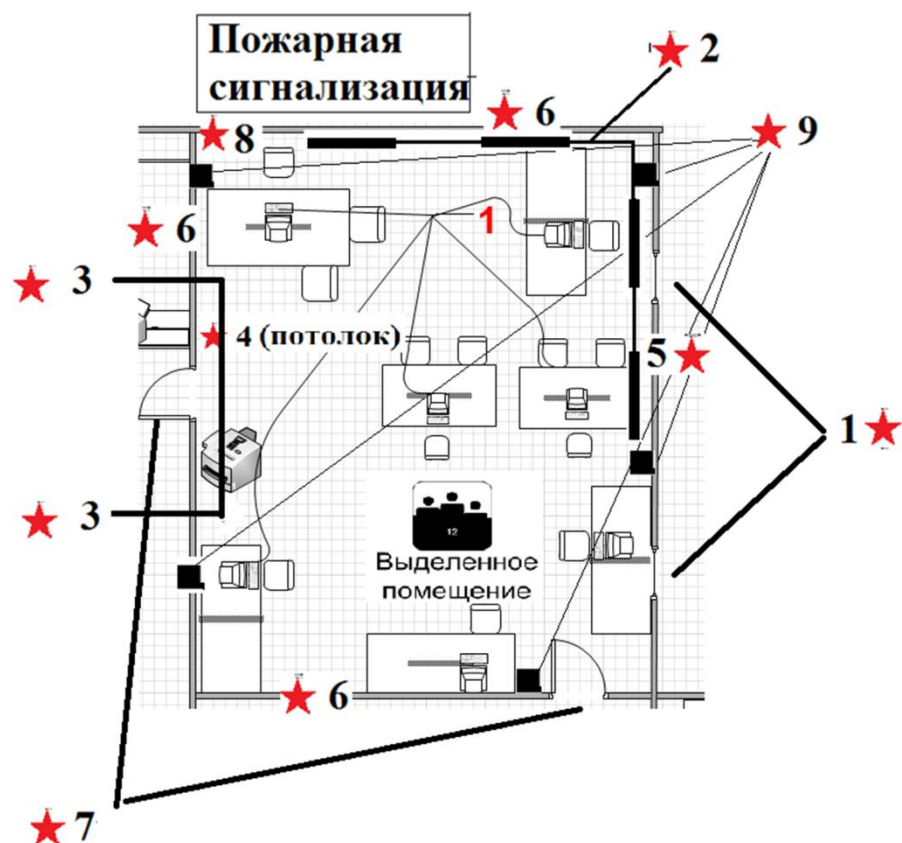 Пожарная
сигнализация
2
6
8
9
6
1
3
4 (потолок)
5
1
3
12
Выделенное
помещение
6
7